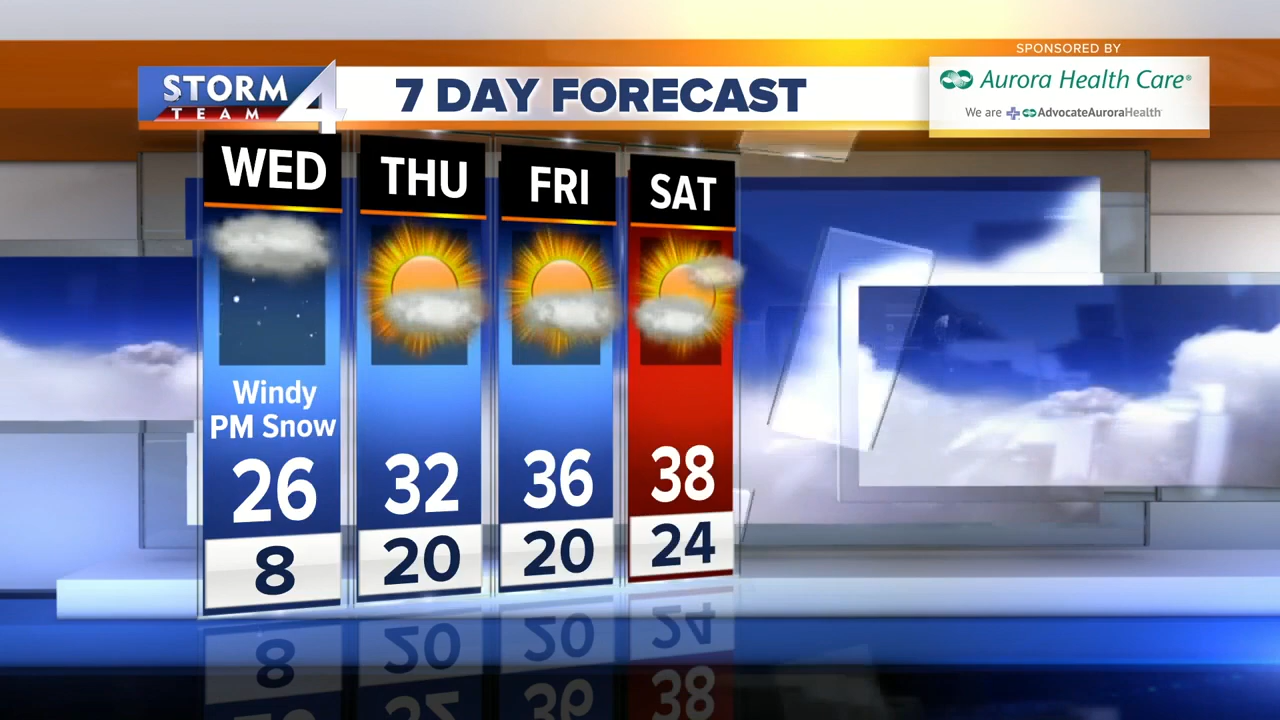 SPONSORED BY
STORM
TEAM
4
7 DAY FORECAST
Aurora Health Care®
We are AdvocateAuroraHealth
WED
THU
FRI
SAT
Windy
PM Snow
26
32
36
38
8
20
20
24